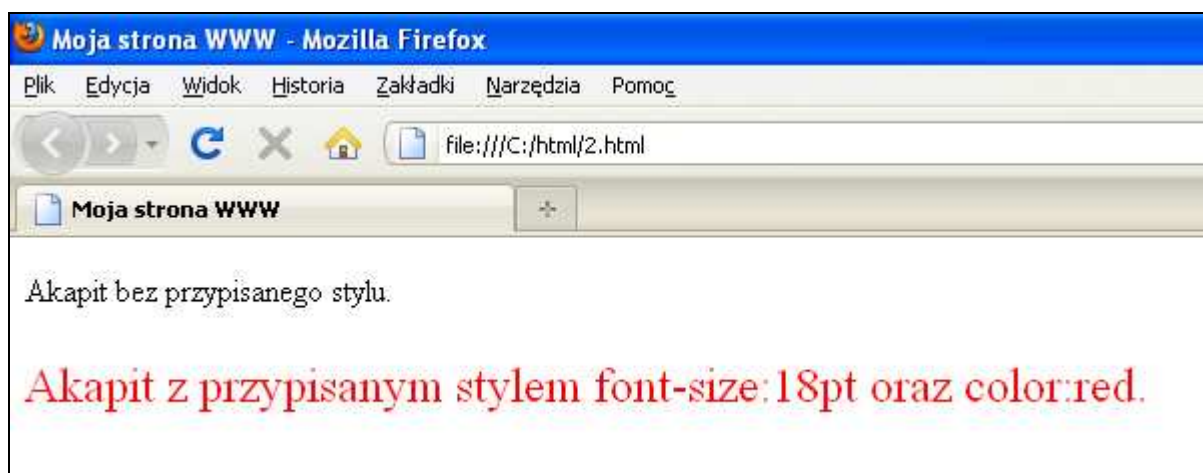 Moja strona WWW - Mozilla Firefox
Plik Edycja Widok Historia Zakładki Narzędzia Pomoc
file:///C:/html/2.html
Moja strona WWW
Akapit bez przypisanego stylu.
Akapit z przypisanym stylem font-size:18pt oraz color:red.